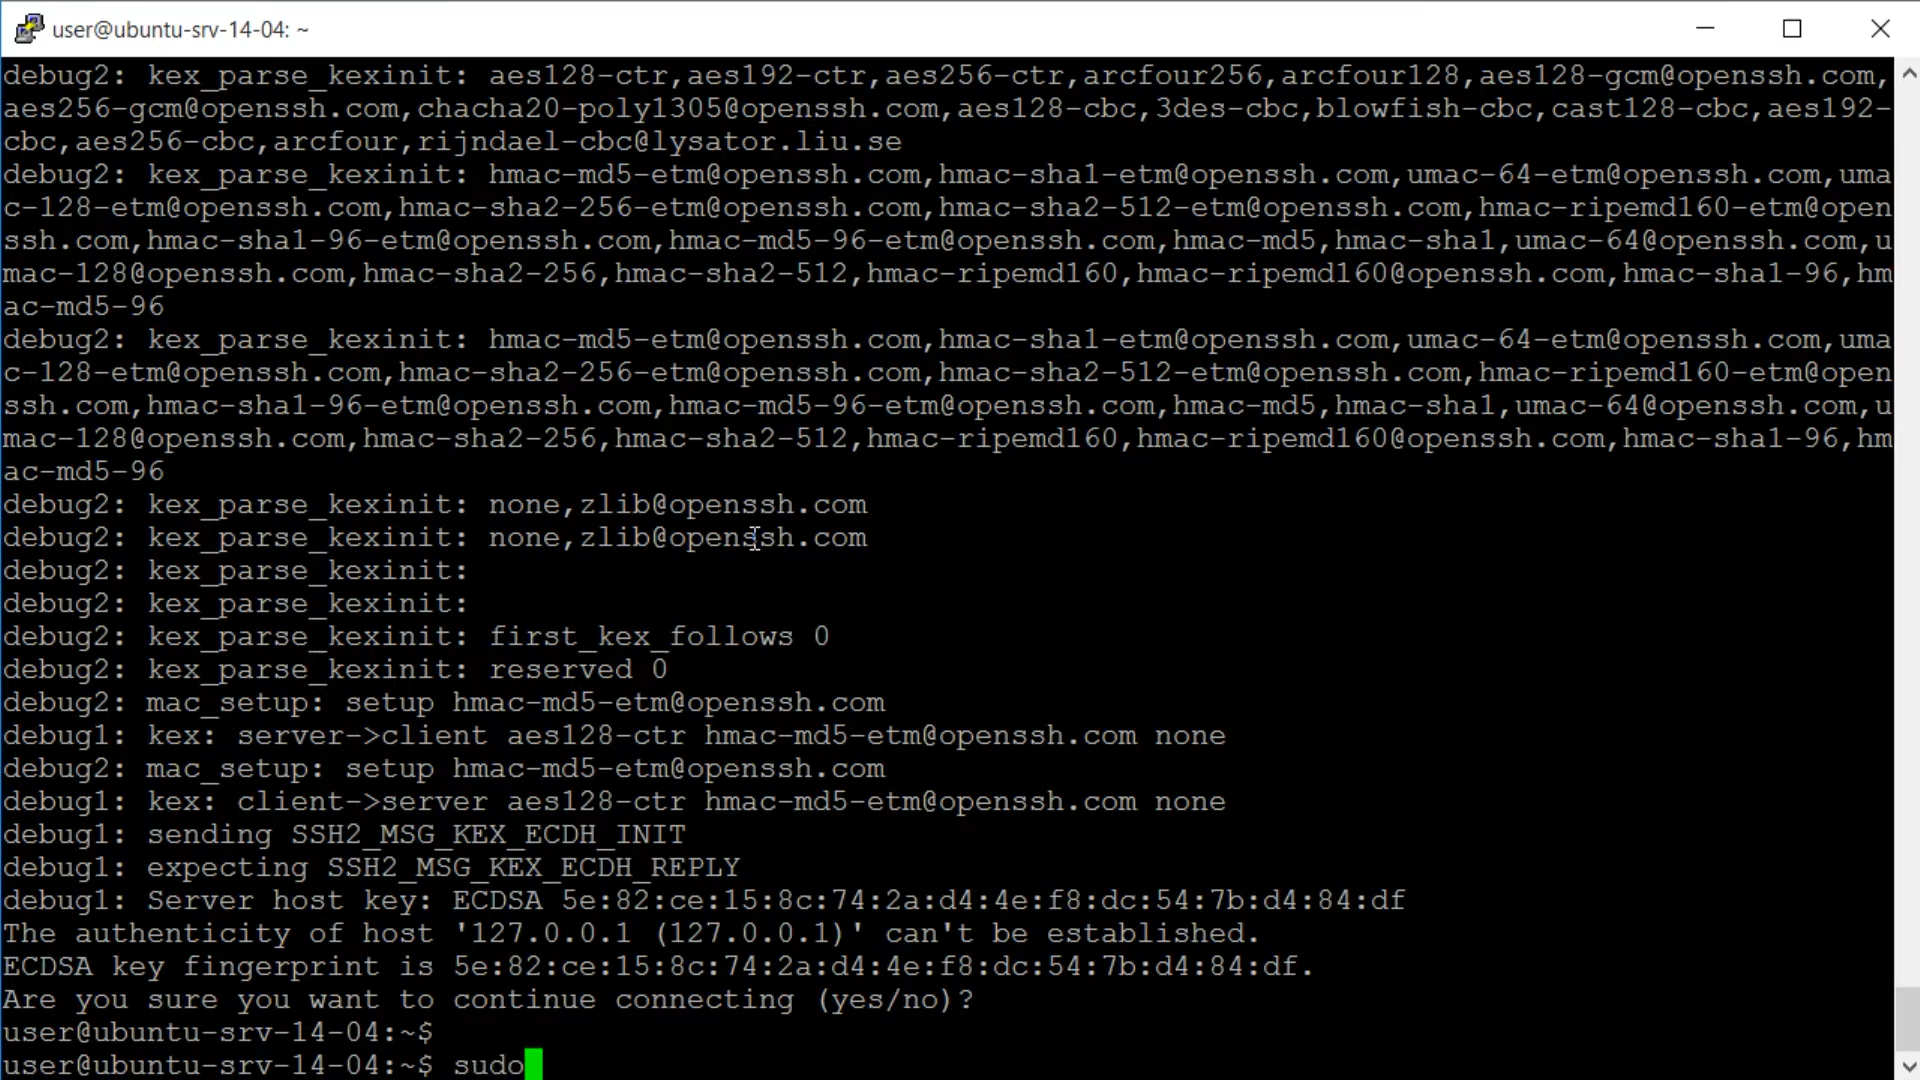 user@ubuntu-srv-14-04: ~
debug2: kex_parse_kexinit: aes128-ctr,aes192-ctr,aes256-ctr,arcfour256,arcfour128,aes128-gcm@openssh.com,
aes256-gcm@openssh.com,chacha20-poly1305@openssh.com,aes128-cbc,3des-cbc,blowfish-cbc,cast128-cbc,aes192-
cbc,aes256-cbc,arcfour,rijndael-cbc@lysator.liu.se
debug2: kex_parse_kexinit: hmac-md5-etm@openssh.com,hmac-sha1-etm@openssh.com,umac-64-etm@openssh.com,uma
c-128-etm@openssh.com,hmac-sha2-256-etm@openssh.com,hmac-sha2-512-etm@openssh.com,hmac-ripemd160-etm@open
ssh.com,hmac-sha1-96-etm@openssh.com,hmac-md5-96-etm@openssh.com,hmac-md5,hmac-sha1,umac-64@openssh.com,u
mac-128@openssh.com,hmac-sha2-256,hmac-sha2-512,hmac-ripemd160,hmac-ripemd160@openssh.com,hmac-sha1-96,hm
ac-md5-96
debug2: kex_parse_kexinit: hmac-md5-etm@openssh.com,hmac-sha1-etm@openssh.com,umac-64-etm@openssh.com,uma
c-128-etm@openssh.com,hmac-sha2-256-etm@openssh.com,hmac-sha2-512-etm@openssh.com,hmac-ripemd160-etm@open
ssh.com,hmac-sha1-96-etm@openssh.com,hmac-md5-96-etm@openssh.com,hmac-md5,hmac-sha1,umac-64@openssh.com,u
mac-128@openssh.com,hmac-sha2-256,hmac-sha2-512,hmac-ripemd160,hmac-ripemd160@openssh.com,hmac-sha1-96,hm
ac-md5-96
debug2: kex_parse_kexinit: none,zlib@openssh.com
debug2: kex_parse_kexinit: none,zlib@openssh.com
debug2: kex_parse_kexinit:
debug2: kex_parse_kexinit:
debug2: kex_parse_kexinit: first_kex_follows 0
debug2: kex_parse_kexinit: reserved 0
debug2: mac_setup: setup hmac-md5-etm@openssh.com
debug1: kex: server->client aes128-ctr hmac-md5-etm@openssh.com none
debug2: mac_setup: setup hmac-md5-etm@openssh.com
debug1: kex: client->server aes128-ctr hmac-md5-etm@openssh.com none
debug1: sending SSH2_MSG_KEX_ECDH_INIT
debug1: expecting SSH2_MSG_KEX_ECDH_REPLY
debug1: Server host key: ECDSA 5e:82:ce:15:8c:74:2a:d4:4e:f8:dc:54:7b:d4:84:df
The authenticity of host '127.0.0.1 (127.0.0.1)' can't be established.
ECDSA key fingerprint is 5e:82:ce:15:8c:74:2a:d4:4e:f8:dc:54:7b:d4:84:df.
Are you sure you want to continue connecting (yes/no)?
user@ubuntu-srv-14-04:~$
user@ubuntu-srv-14-04:~$ sudo